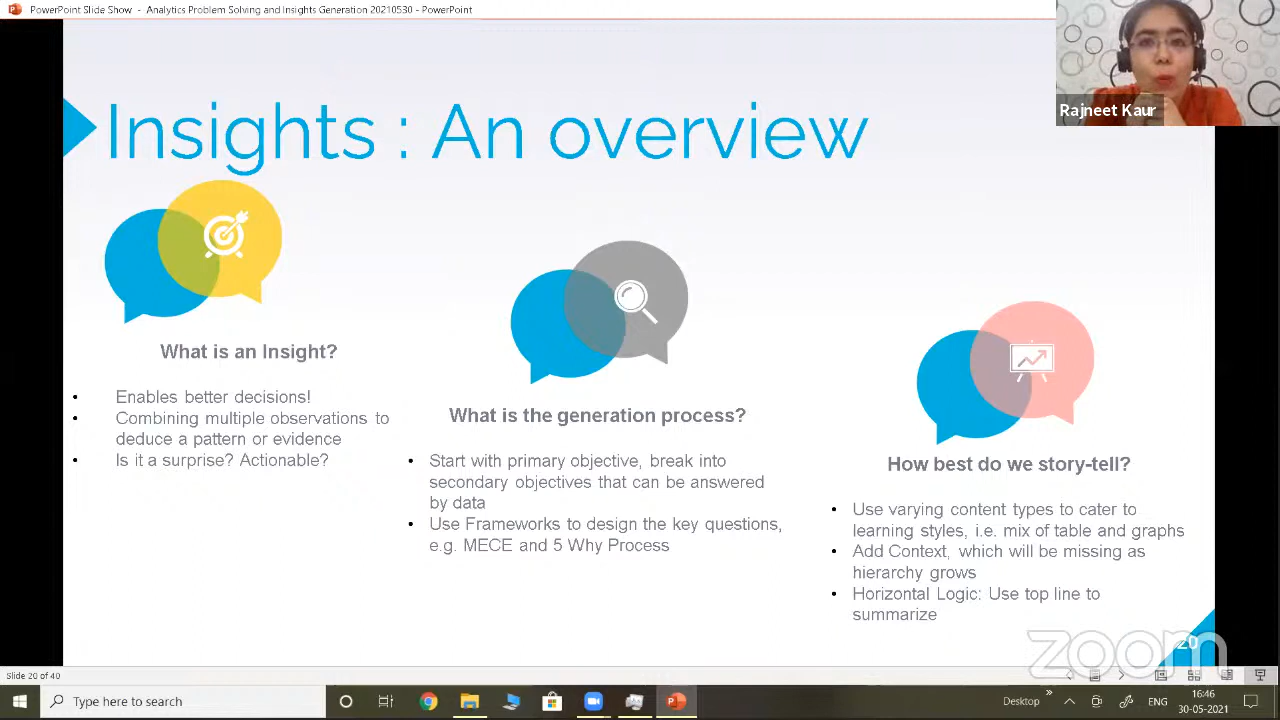 PowerPoint Slide Show - Analytics Problem Solving and Insights Generation 20210530 - PowerPoint
Rajneet Kaur
Insights : An overview
What is an Insight?
• Enables better decisions!
• Combining multiple observations to
deduce a pattern or evidence
• Is it a surprise? Actionable?
What is the generation process?
• Start with primary objective, break into
secondary objectives that can be answered
by data
• Use Frameworks to design the key questions,
e.g. MECE and 5 Why Process
How best do we story-tell?
• Use varying content types to cater to
learning styles, i.e. mix of table and graphs
• Add Context, which will be missing as
hierarchy grows
• Horizontal Logic: Use top line to
summarize
zoom
20
Slide 20 of 40
Type here to search
Desktop
ENG
16:46
30-05-2021